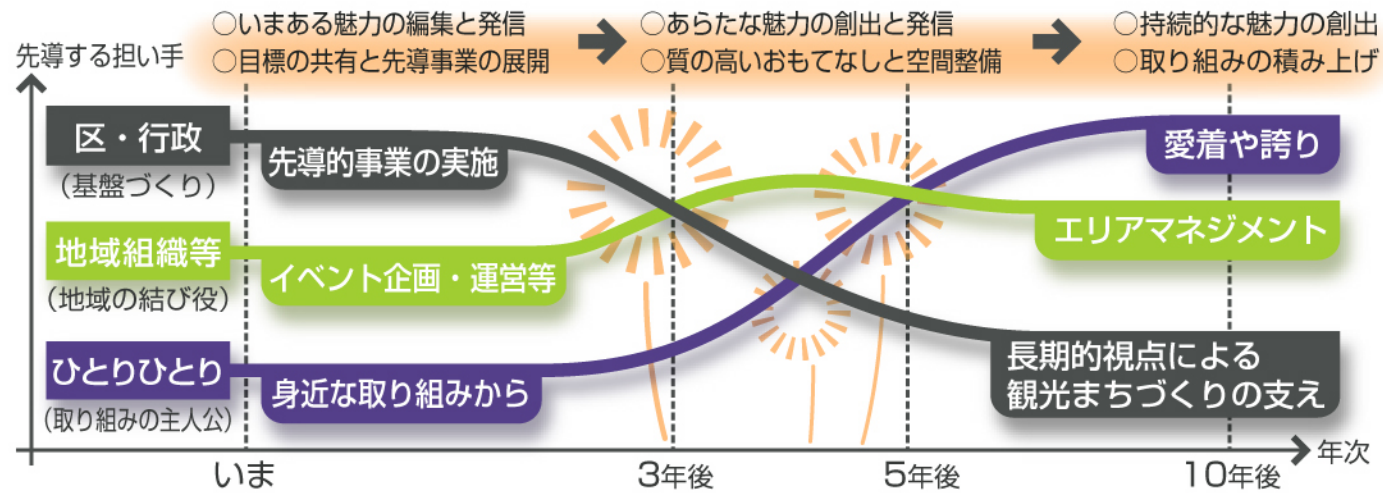 ○いまある魅力の編集と発信
○目標の共有と先導事業の展開
○あらたな魅力の創出と発信
○質の高いおもてなしと空間整備
○持続的な魅力の創出
○取り組みの積み上げ
先導する担い手
区・行政
(基盤づくり)
先導的事業の実施
地域組織等
(地域の結び役)
イベント企画・運営等
ひとりひとり
(取り組みの主人公)
身近な取り組みから
愛着や誇り
エリアマネジメント
長期的視点による
観光まちづくりの支え
いま
3年後
5年後
10年後
年次